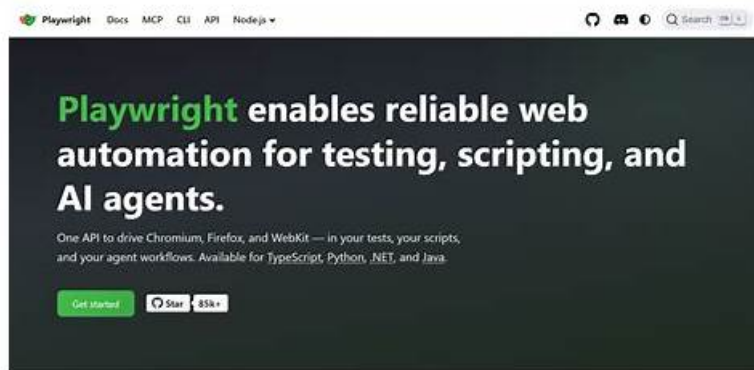 Playwright Docs MCP CLI API Node.js Search
Playwright enables reliable web
automation for testing, scripting, and
AI agents.
One API to drive Chromium, Firefox, and WebKit — in your tests, your scripts,
and your agent workflows. Available for TypeScript, Python, .NET, and Java.
Get started Star 85k+